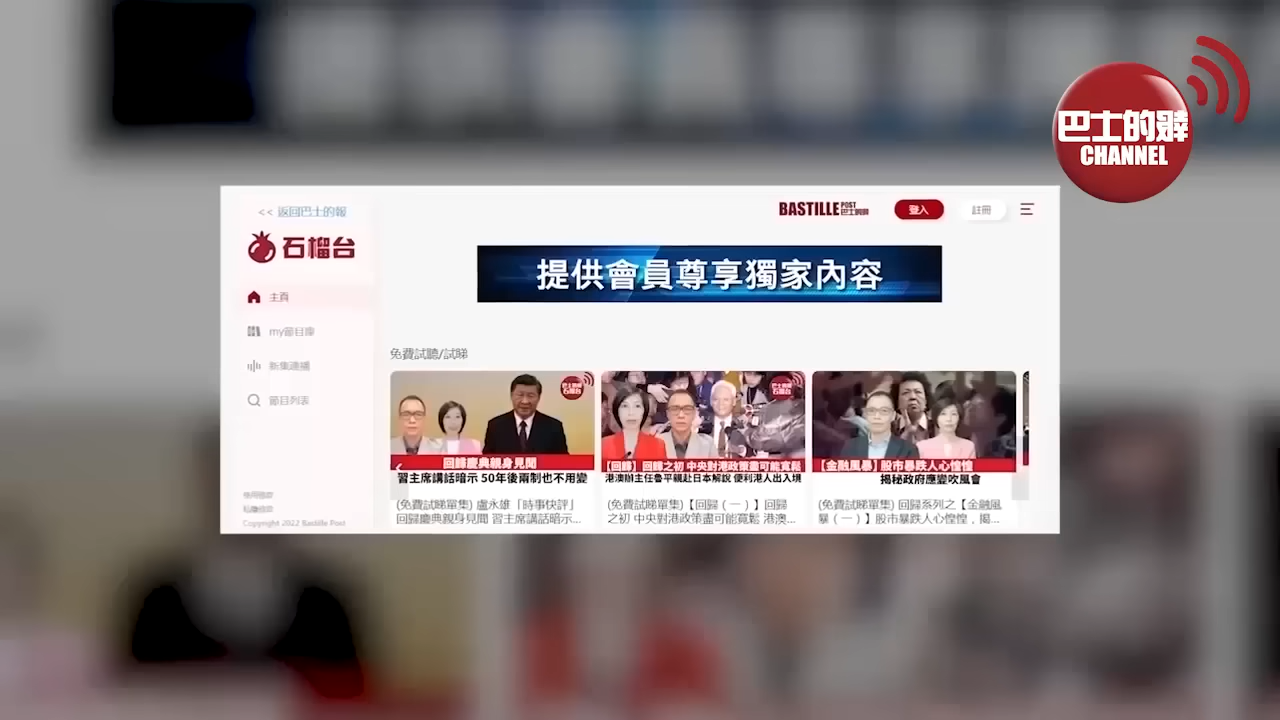 巴士的報
CHANNEL
<< 返回巴士的報
BASTILLE POST
巴士的報
登入
註冊
石榴台
提供會員尊享獨家內容
主頁
my節目庫
新集連播
節目列表
免費試聽/試睇
回歸慶典親身見聞
習主席講話暗示 50年後兩制也不用變
(免費試睇單集) 盧永雄「時事快評」
回歸慶典親身見聞 習主席講話暗示...
【回歸】回歸之初 中央對港政策盡可能寬鬆
港澳辦主任魯平親赴日本解說 便利港人出入境
(免費試睇單集)【回歸（一）】回歸
之初 中央對港政策盡可能寬鬆 港澳...
【金融風暴】股市暴跌人心惶惶
揭秘政府應變吹風會
(免費試睇單集) 回歸系列之【金融風
暴（一）】股市暴跌人心惶惶，揭...
Copyright 2022 Bastille Post